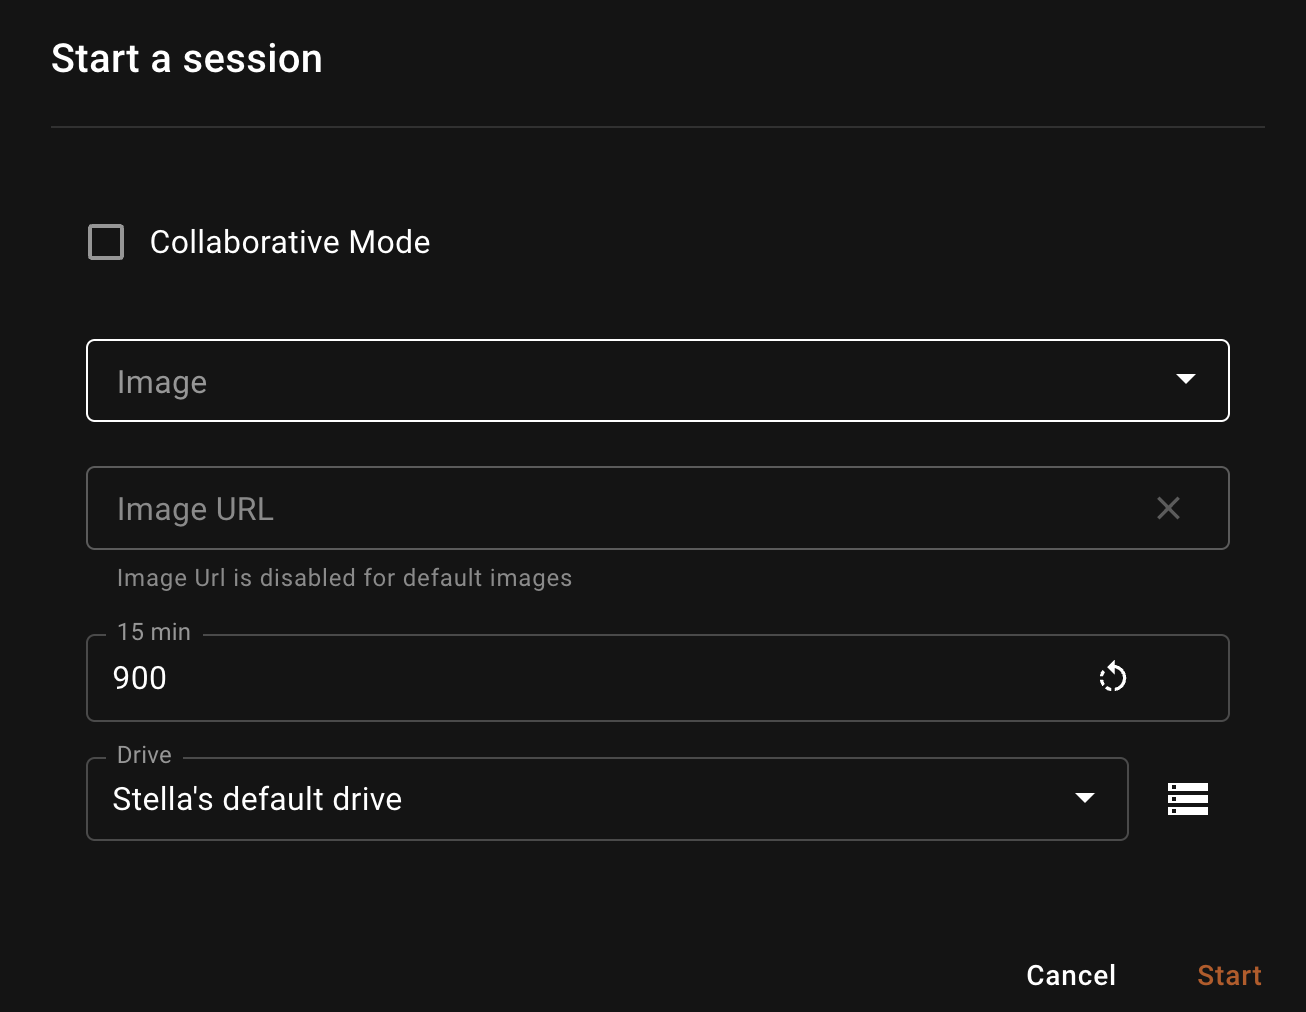 Start a session
Collaborative Mode
Image
Image URL
Image Url is disabled for default images
15 min
900
Drive
Stella's default drive
Cancel Start